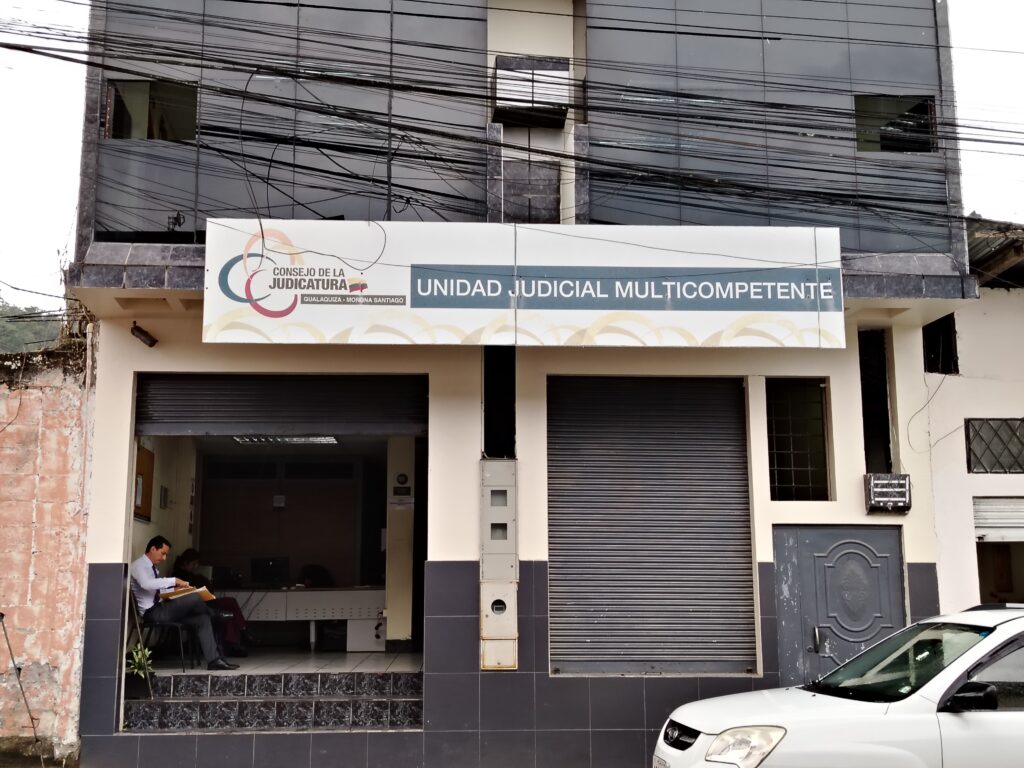 CONSEJO DE LA
JUDICATURA
GUALAQUIZA - MORONA SANTIAGO
UNIDAD JUDICIAL MULTICOMPETENTE